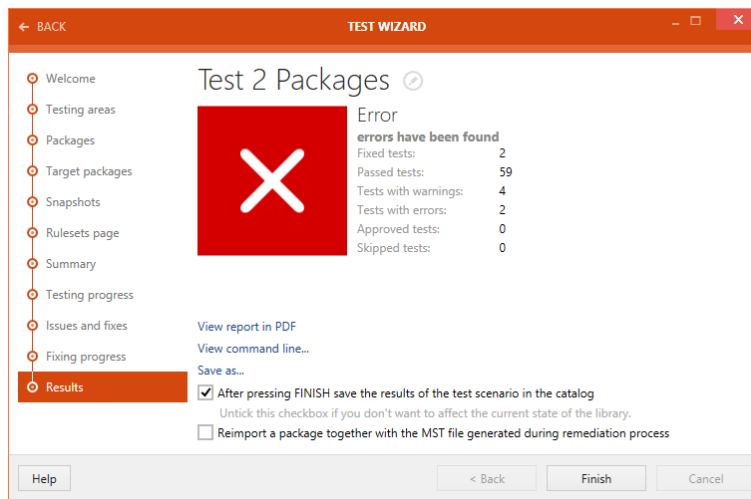 BACK
TEST WIZARD
Welcome
Testing areas
Packages
Target packages
Snapshots
Rulesets page
Summary
Testing progress
Issues and fixes
Fixing progress
Results
Test 2 Packages
Error
errors have been found
Fixed tests: 2
Passed tests: 59
Tests with warnings: 4
Tests with errors: 2
Approved tests: 0
Skipped tests: 0
View report in PDF
View command line...
Save as...
After pressing FINISH save the results of the test scenario in the catalog
Untick this checkbox if you don't want to affect the current state of the library.
Reimport a package together with the MST file generated during remediation process
Help
< Back
Finish
Cancel